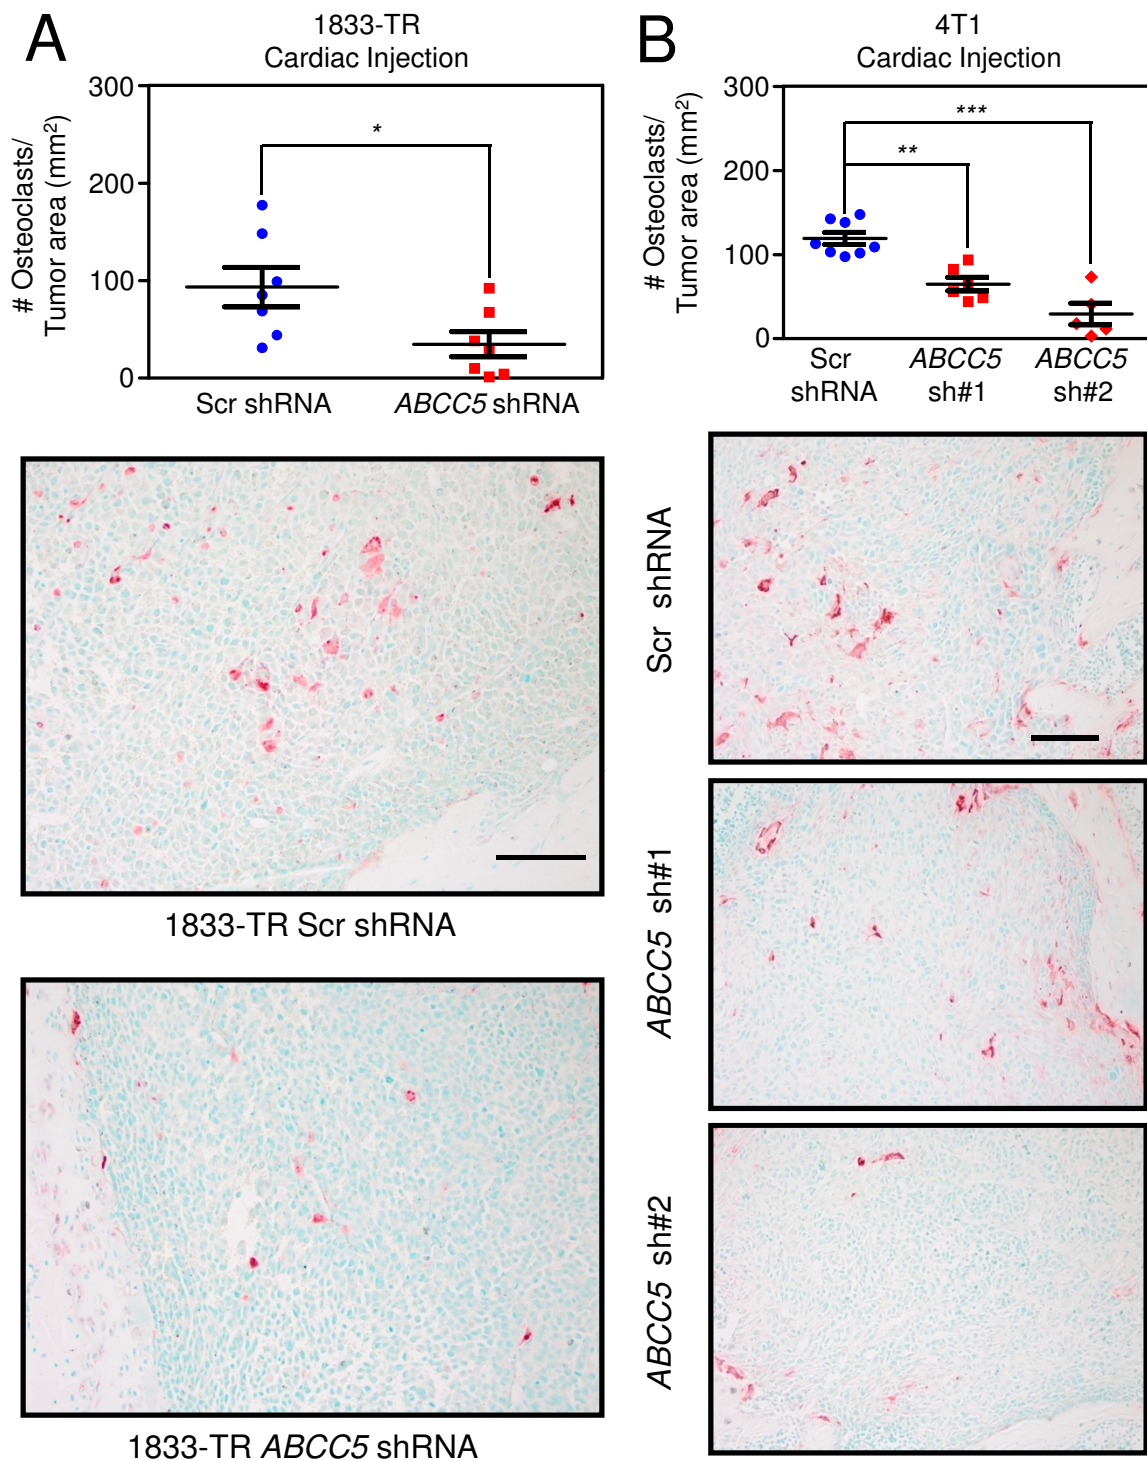 A
1833-TR
Cardiac Injection
# Osteoclasts/
Tumor area (mm²)
300
200
100
0
*
Scr shRNA
ABCC5 shRNA
1833-TR Scr shRNA
1833-TR ABCC5 shRNA
B
4T1
Cardiac Injection
# Osteoclasts/
Tumor area (mm²)
300
200
100
0
***
**
Scr
shRNA
ABCC5
sh#1
ABCC5
sh#2
Scr shRNA
ABCC5 sh#1
ABCC5 sh#2